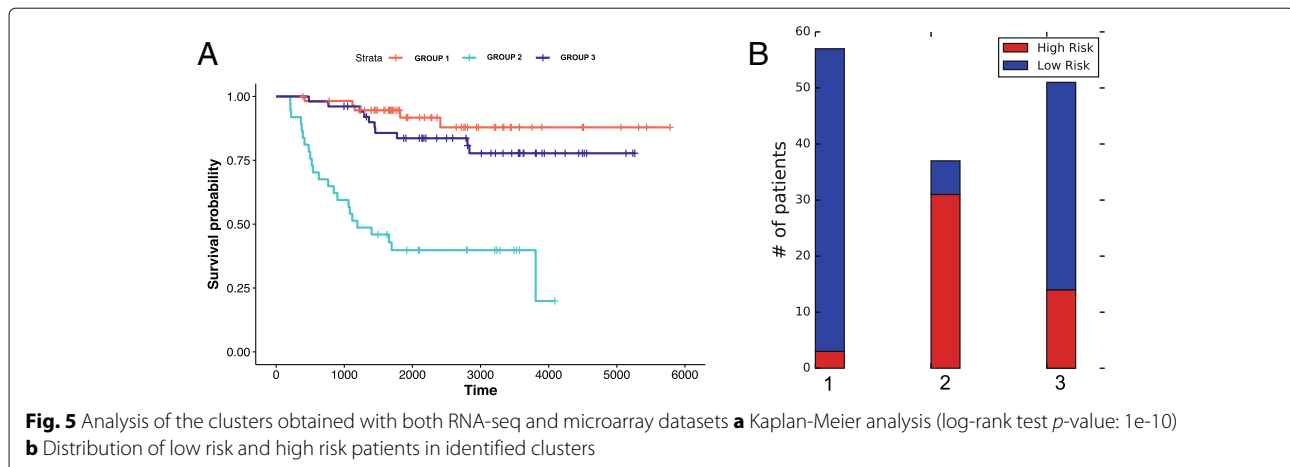 A
Strata GROUP 1 GROUP 2 GROUP 3
1.00
0.75
0.50
0.25
0.00
Survival probability
0 1000 2000 3000 4000 5000 6000
Time
B
High Risk
Low Risk
60
50
40
30
20
10
0
# of patients
1 2 3
Fig. 5 Analysis of the clusters obtained with both RNA-seq and microarray datasets a Kaplan-Meier analysis (log-rank test p-value: 1e-10)
b Distribution of low risk and high risk patients in identified clusters